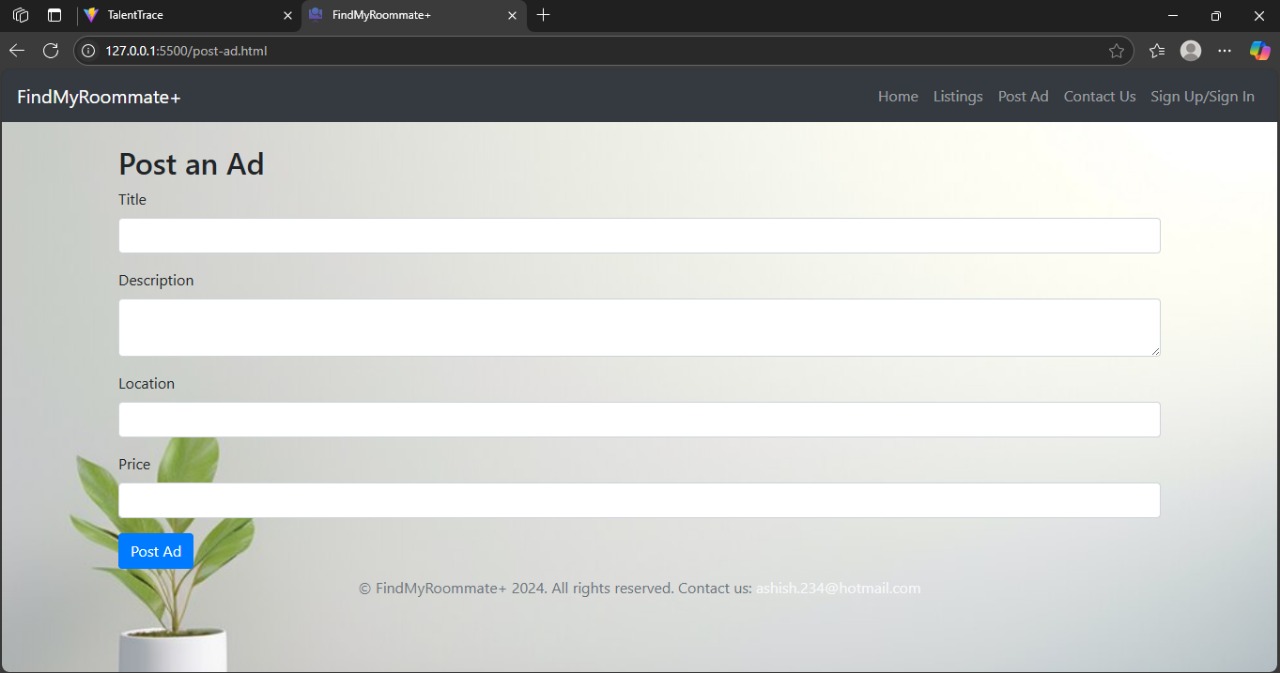 TalentTrace
FindMyRoommate+
127.0.0.1:5500/post-ad.html
FindMyRoommate+ Home Listings Post Ad Contact Us Sign Up/Sign In
Post an Ad
Title
Description
Location
Price
Post Ad
© FindMyRoommate+ 2024. All rights reserved. Contact us: ashish.234@hotmail.com